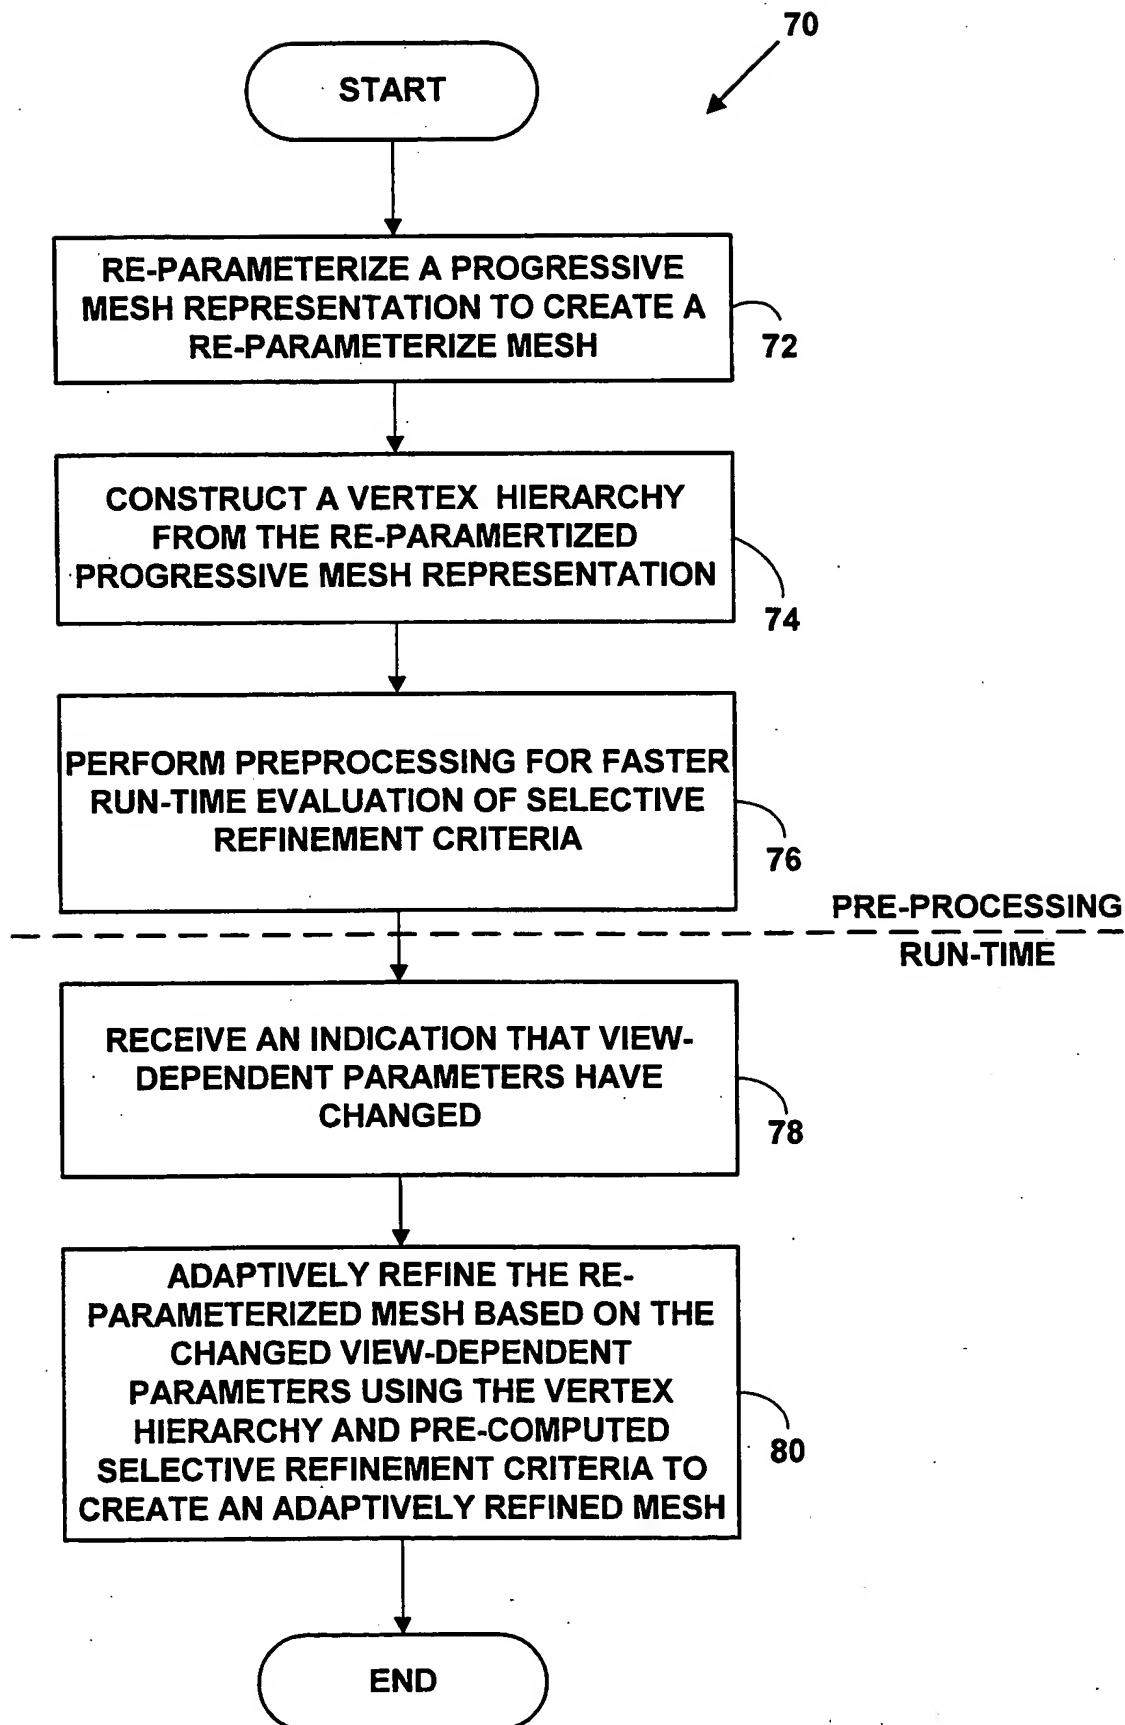 70
START
RE-PARAMETERIZE A PROGRESSIVE
MESH REPRESENTATION TO CREATE A
RE-PARAMETERIZE MESH
72
CONSTRUCT A VERTEX HIERARCHY
FROM THE RE-PARAMERTIZED
PROGRESSIVE MESH REPRESENTATION
74
PERFORM PREPROCESSING FOR FASTER
RUN-TIME EVALUATION OF SELECTIVE
REFINEMENT CRITERIA
76
PRE-PROCESSING
RUN-TIME
RECEIVE AN INDICATION THAT VIEW-
DEPENDENT PARAMETERS HAVE
CHANGED
78
ADAPTIVELY REFINE THE RE-
PARAMETERIZED MESH BASED ON THE
CHANGED VIEW-DEPENDENT
PARAMETERS USING THE VERTEX
HIERARCHY AND PRE-COMPUTED
SELECTIVE REFINEMENT CRITERIA TO
CREATE AN ADAPTIVELY REFINED MESH
80
END